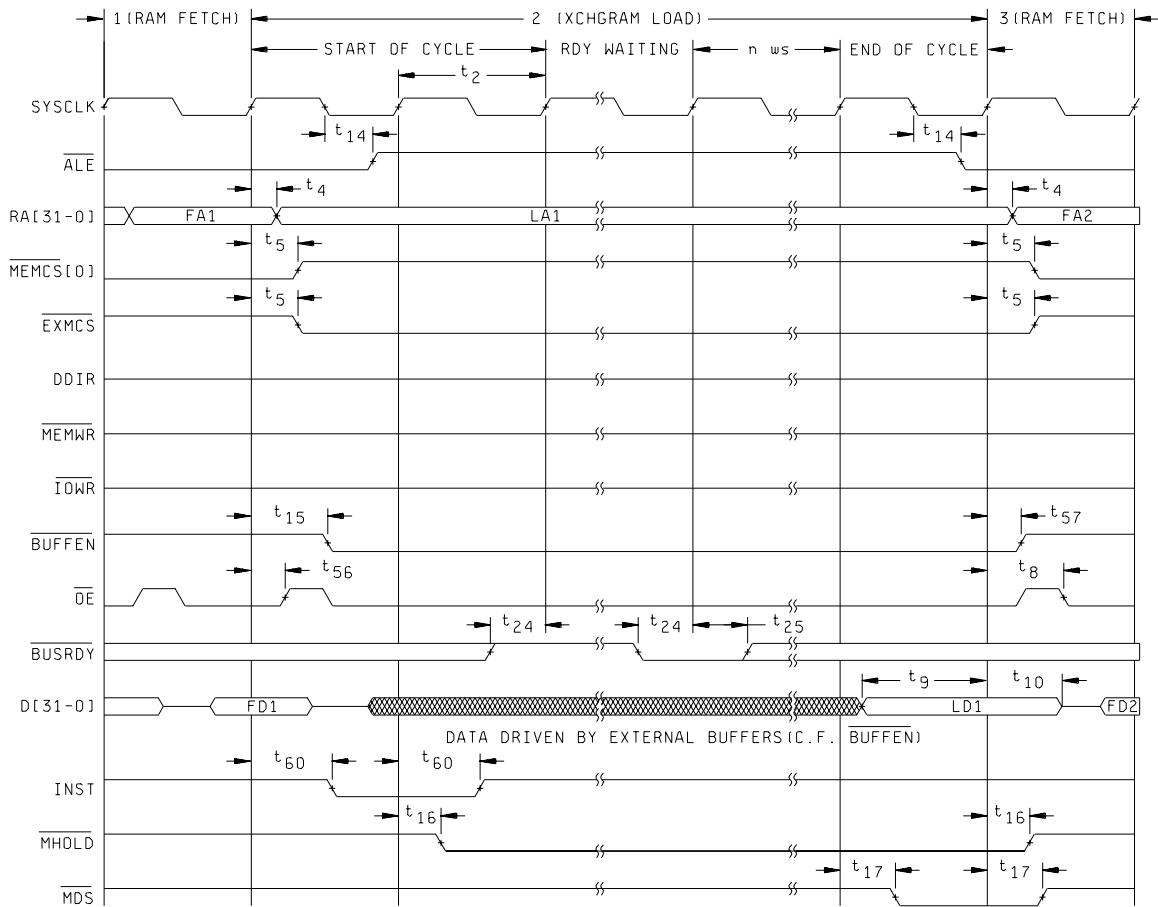 1(RAM FETCH) 2 (XCHGRAM LOAD) 3(RAM FETCH)
START OF CYCLE RDY WAITING n ws END OF CYCLE
t2
SYSCLK
t14 t14
ALE
t4 t4
RA[31-0] FA1 LA1 FA2
t5 t5
MEMCS[0]
t5 t5
EXMCS
DDIR
MEMWR
IOWR
t15 t57
BUFFEN
t56 t8
OE
t24 t24 t25
BUSRDY
t9 t10
D[31-0] FD1 LD1 FD2
DATA DRIVEN BY EXTERNAL BUFFERS(C.F. BUFFEN)
t60 t60
INST
t16 t16
MHOLD
t17 t17
MDS